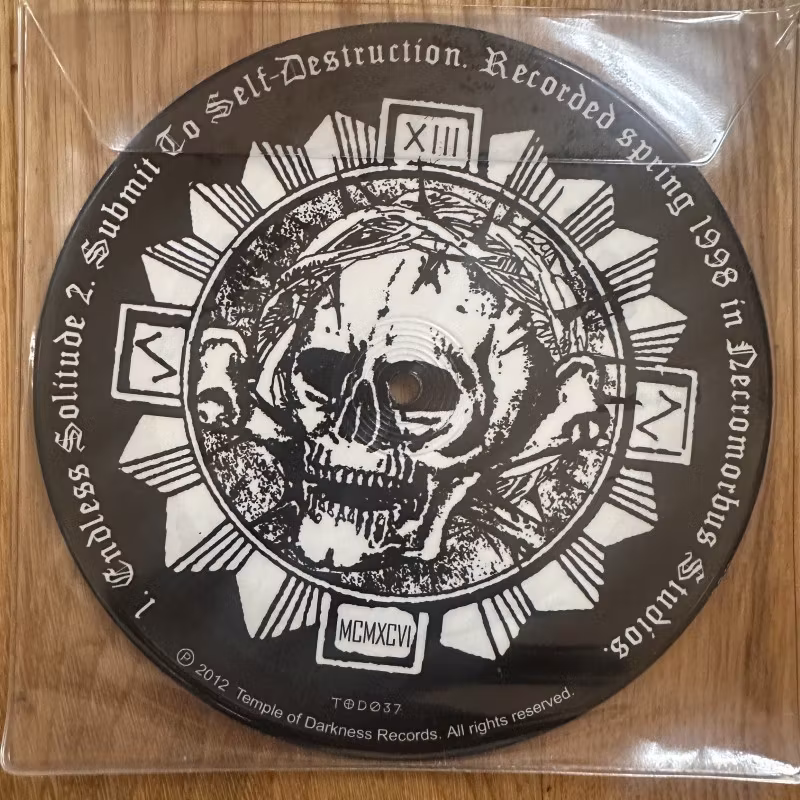 1. Endless Solitude 2. Submit To Self-Destruction. Recorded spring 1998 in Necromorbus Studios.
XIII
MCMXCVI
TOD037
℗ 2012 Temple of Darkness Records. All rights reserved.